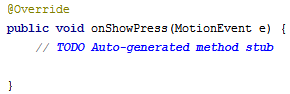 @Override
public void onShowPress(MotionEvent e) {
    // TODO Auto-generated method stub

}